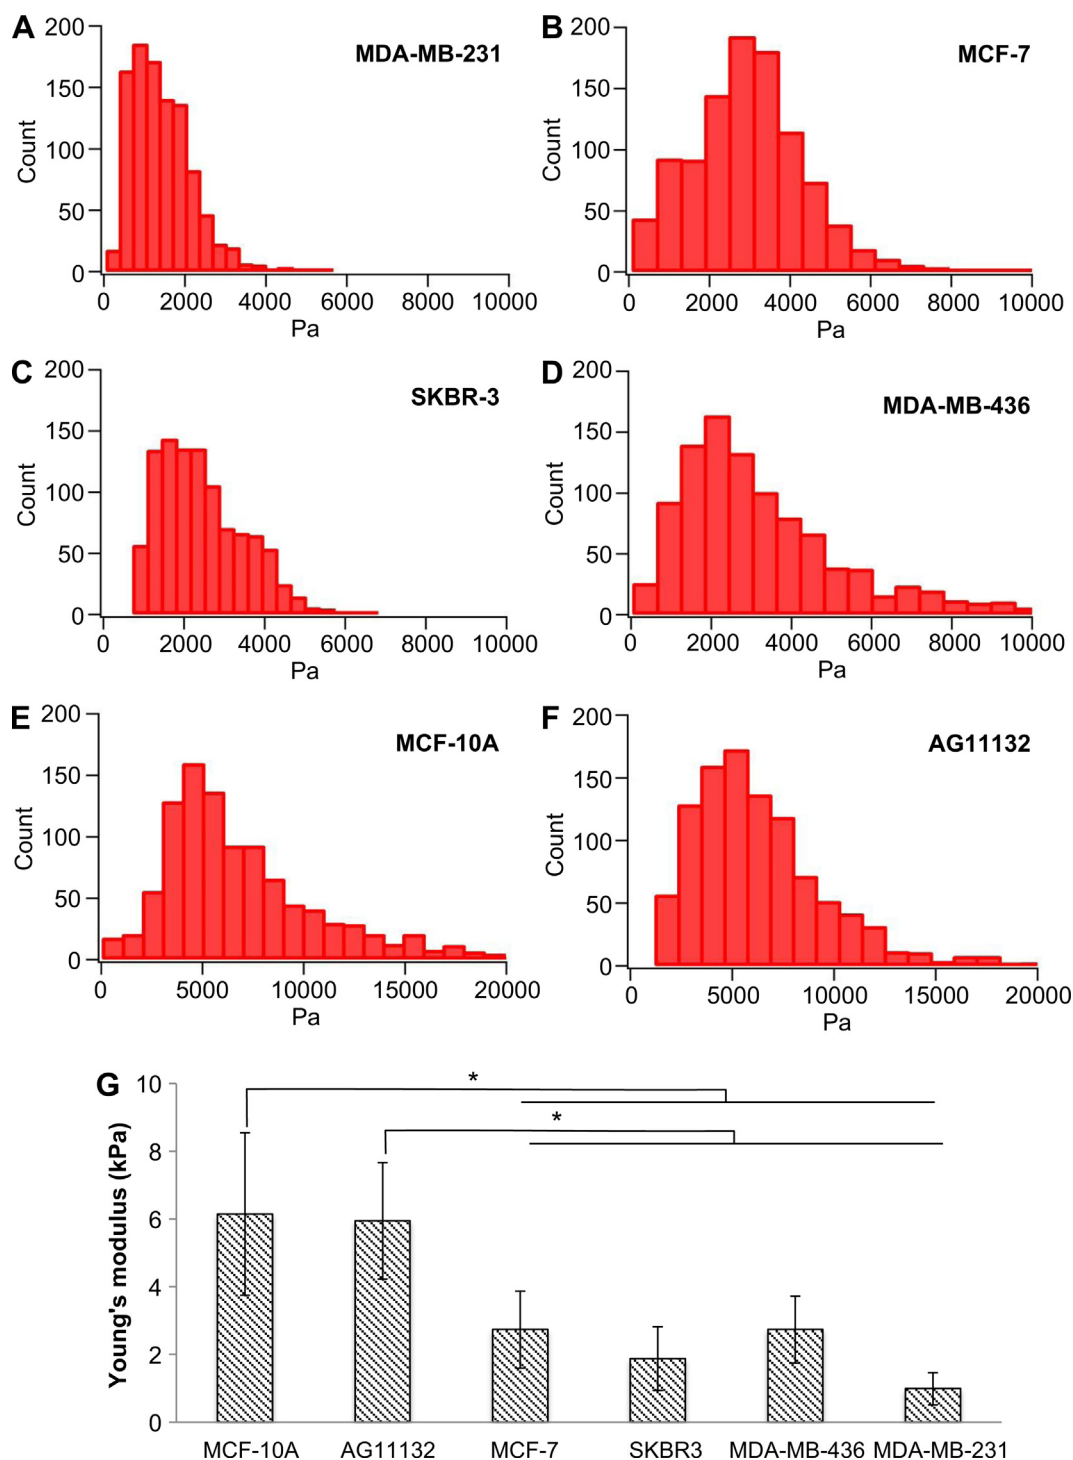 A
MDA-MB-231
200
150
100
50
0
Count
0 2000 4000 6000 8000 10000
Pa
B
MCF-7
200
150
100
50
0
Count
0 2000 4000 6000 8000 10000
Pa
C
SKBR-3
200
150
100
50
0
Count
0 2000 4000 6000 8000 10000
Pa
D
MDA-MB-436
200
150
100
50
0
Count
0 2000 4000 6000 8000 10000
Pa
E
MCF-10A
200
150
100
50
0
Count
0 5000 10000 15000 20000
Pa
F
AG11132
200
150
100
50
0
Count
0 5000 10000 15000 20000
Pa
G
*
*
10
8
6
4
2
0
Young's modulus (kPa)
MCF-10A AG11132 MCF-7 SKBR3 MDA-MB-436 MDA-MB-231